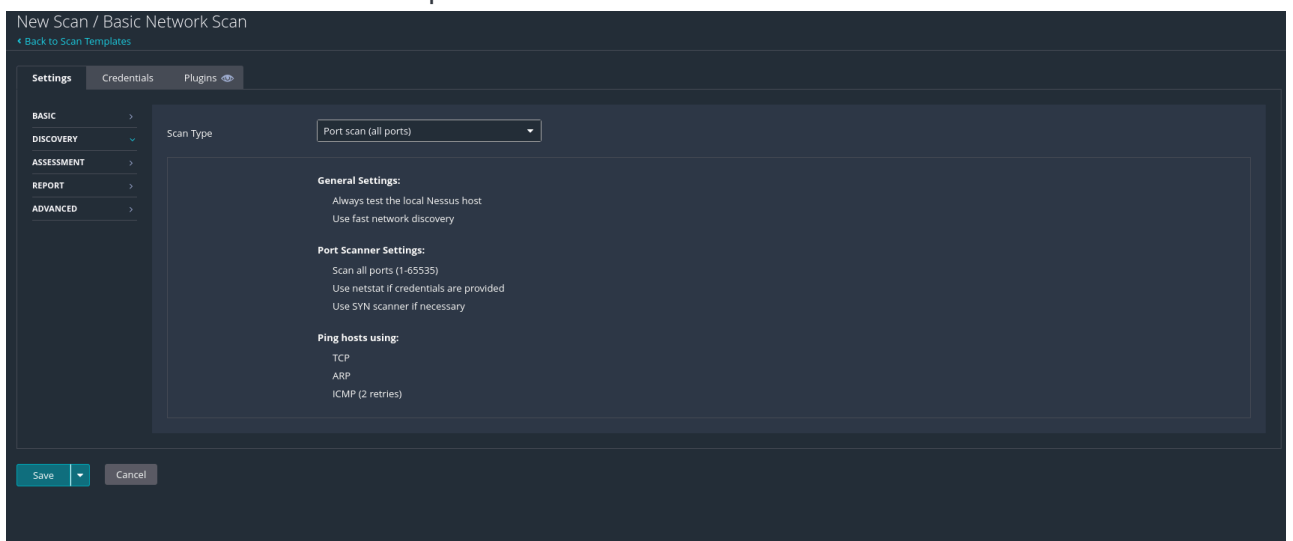 New Scan / Basic Network Scan
Back to Scan Templates
Settings Credentials Plugins
BASIC
DISCOVERY
ASSESSMENT
REPORT
ADVANCED
Scan Type Port scan (all ports)
General Settings:
Always test the local Nessus host
Use fast network discovery
Port Scanner Settings:
Scan all ports (1-65535)
Use netstat if credentials are provided
Use SYN scanner if necessary
Ping hosts using:
TCP
ARP
ICMP (2 retries)
Save Cancel